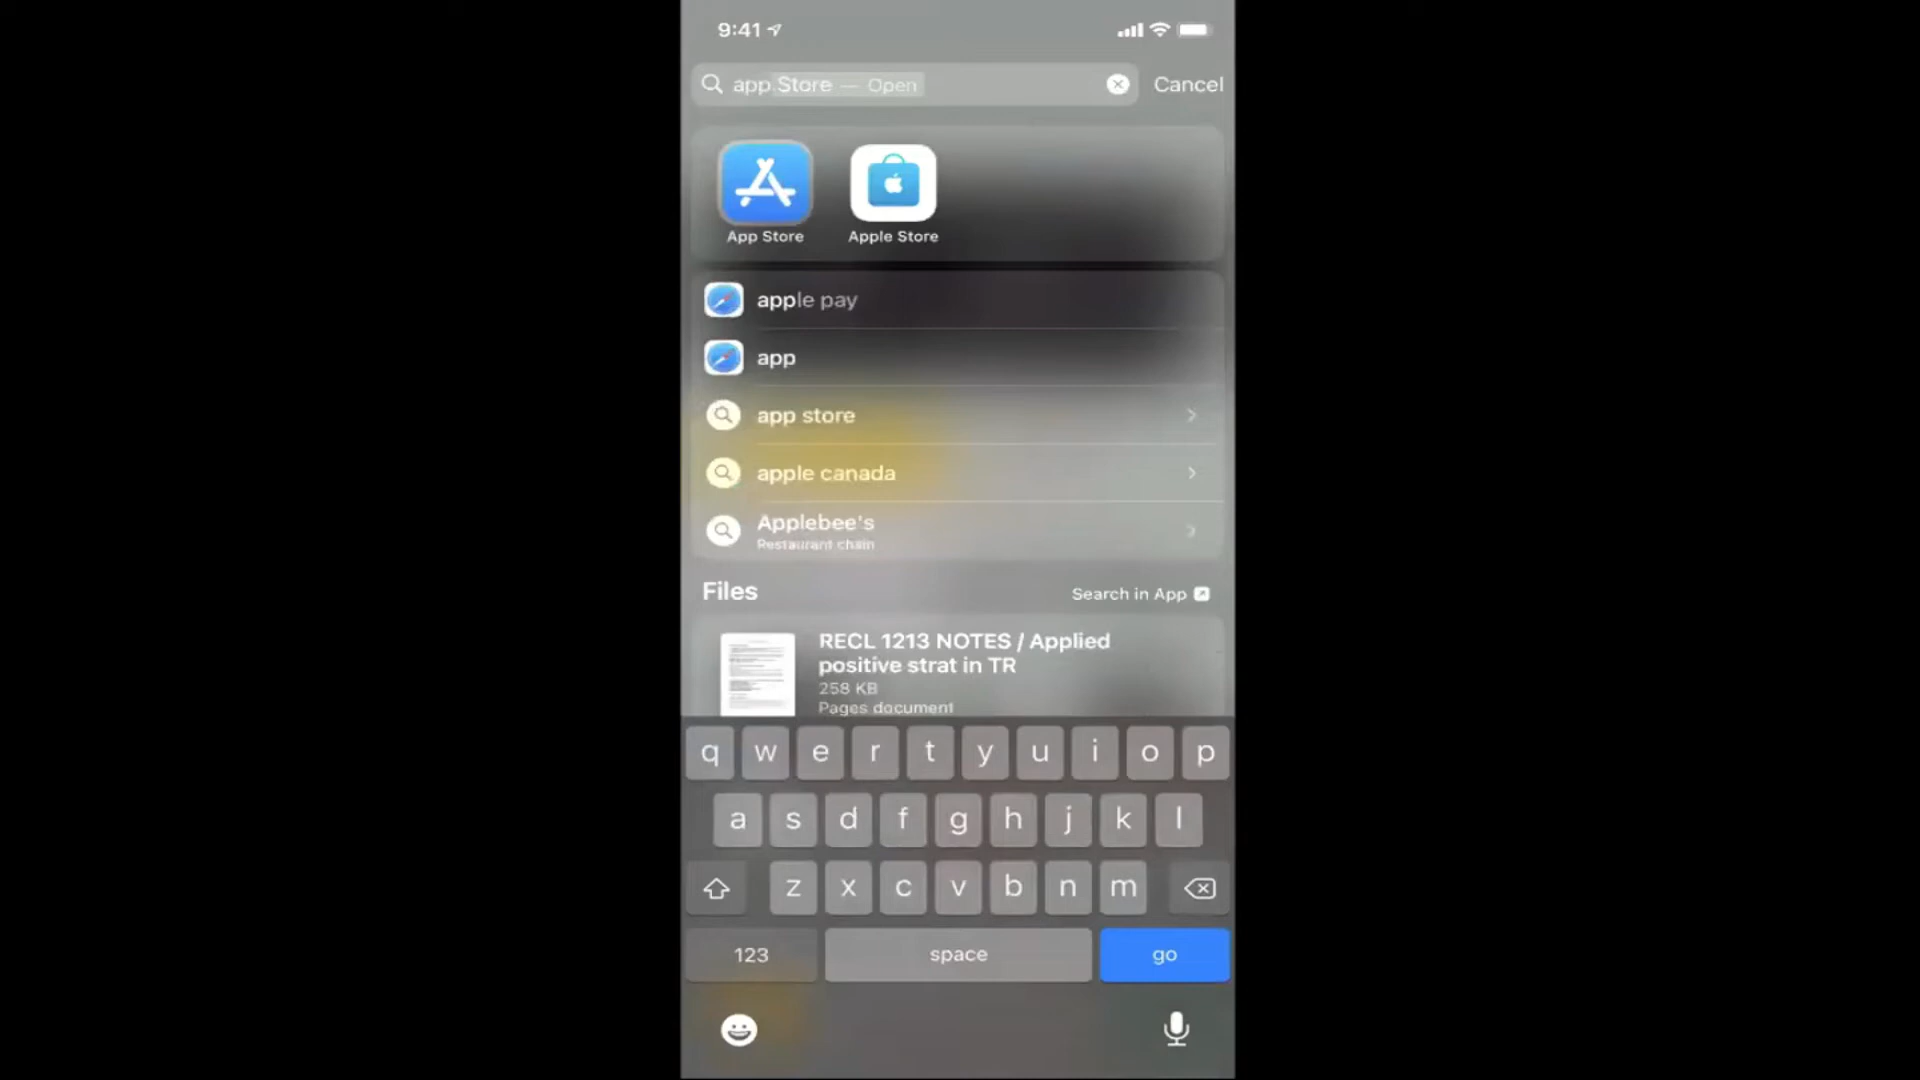 9:41
app Store — Open
Cancel
App Store
Apple Store
apple pay
app
app store
apple canada
Applebee's
Restaurant chain
Files
Search in App
RECL 1213 NOTES / Applied
positive strat in TR
258 KB
Pages document
q w e r t y u i o p
a s d f g h j k l
z x c v b n m
123
space
go